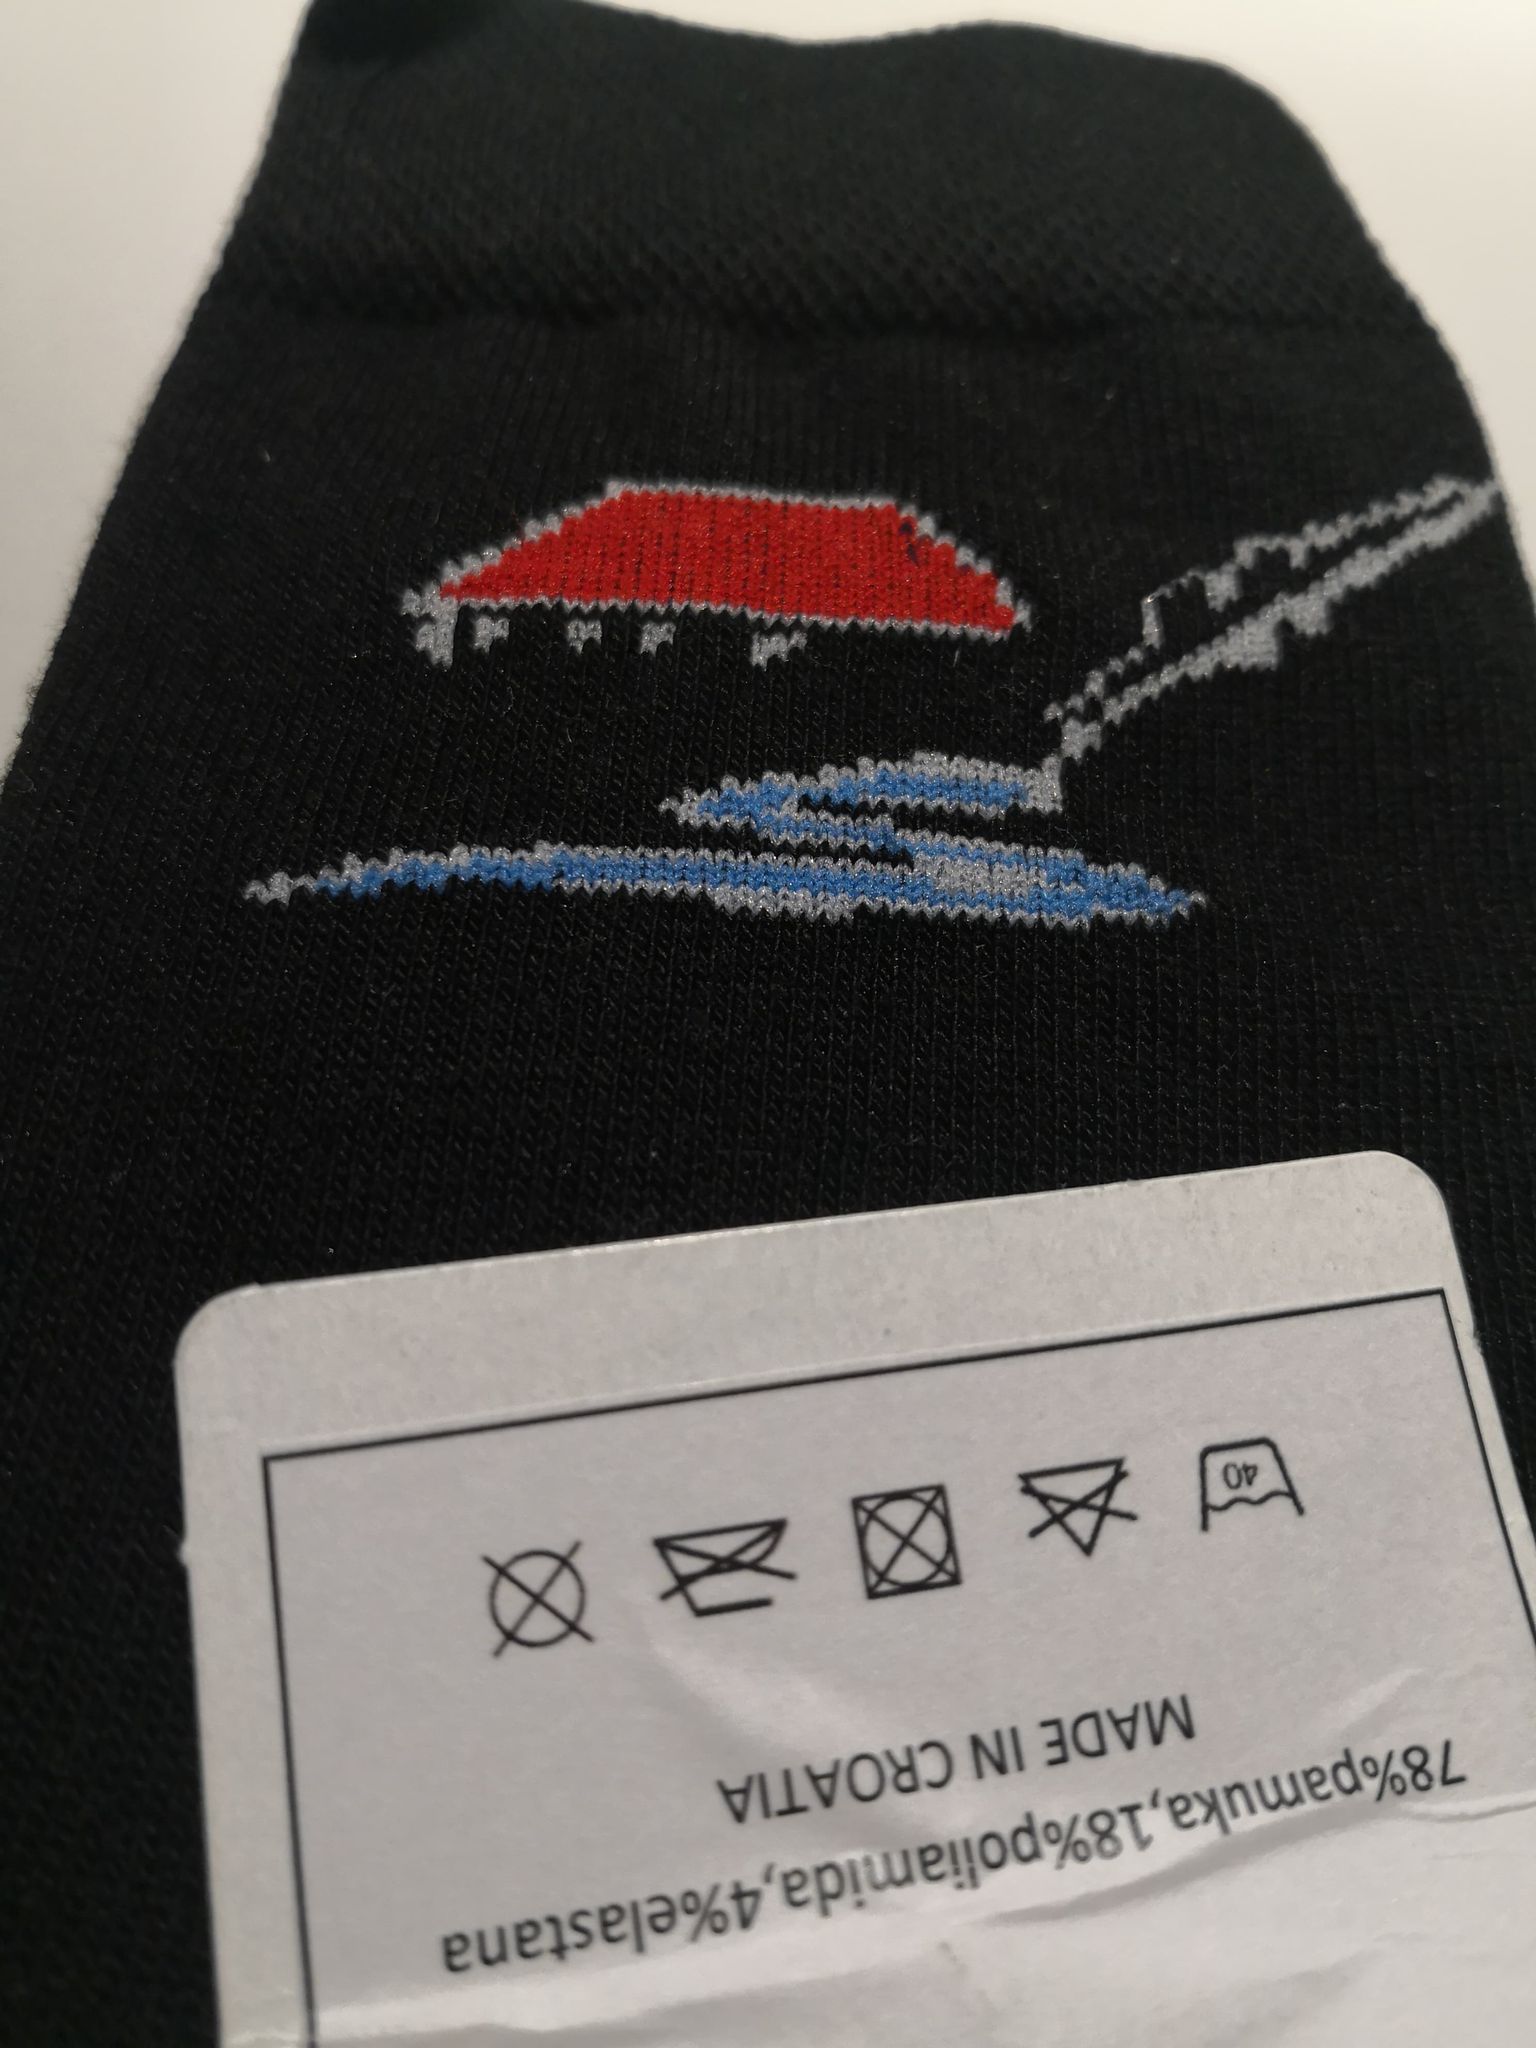 78%pamuka,18%poliamida,4%elastana
MADE IN CROATIA
40